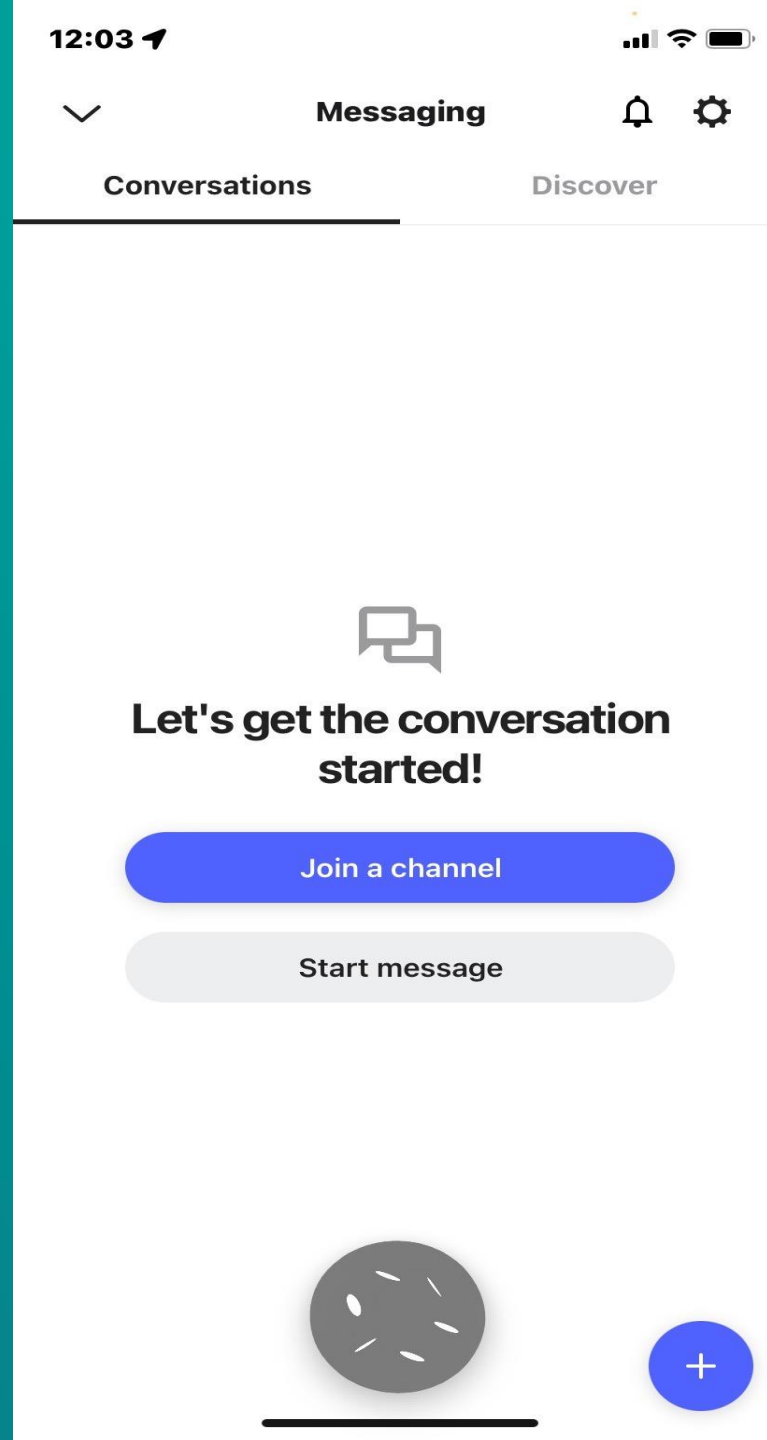 12:03
Messaging
Conversations
Discover
Let's get the conversation
started!
Join a channel
Start message